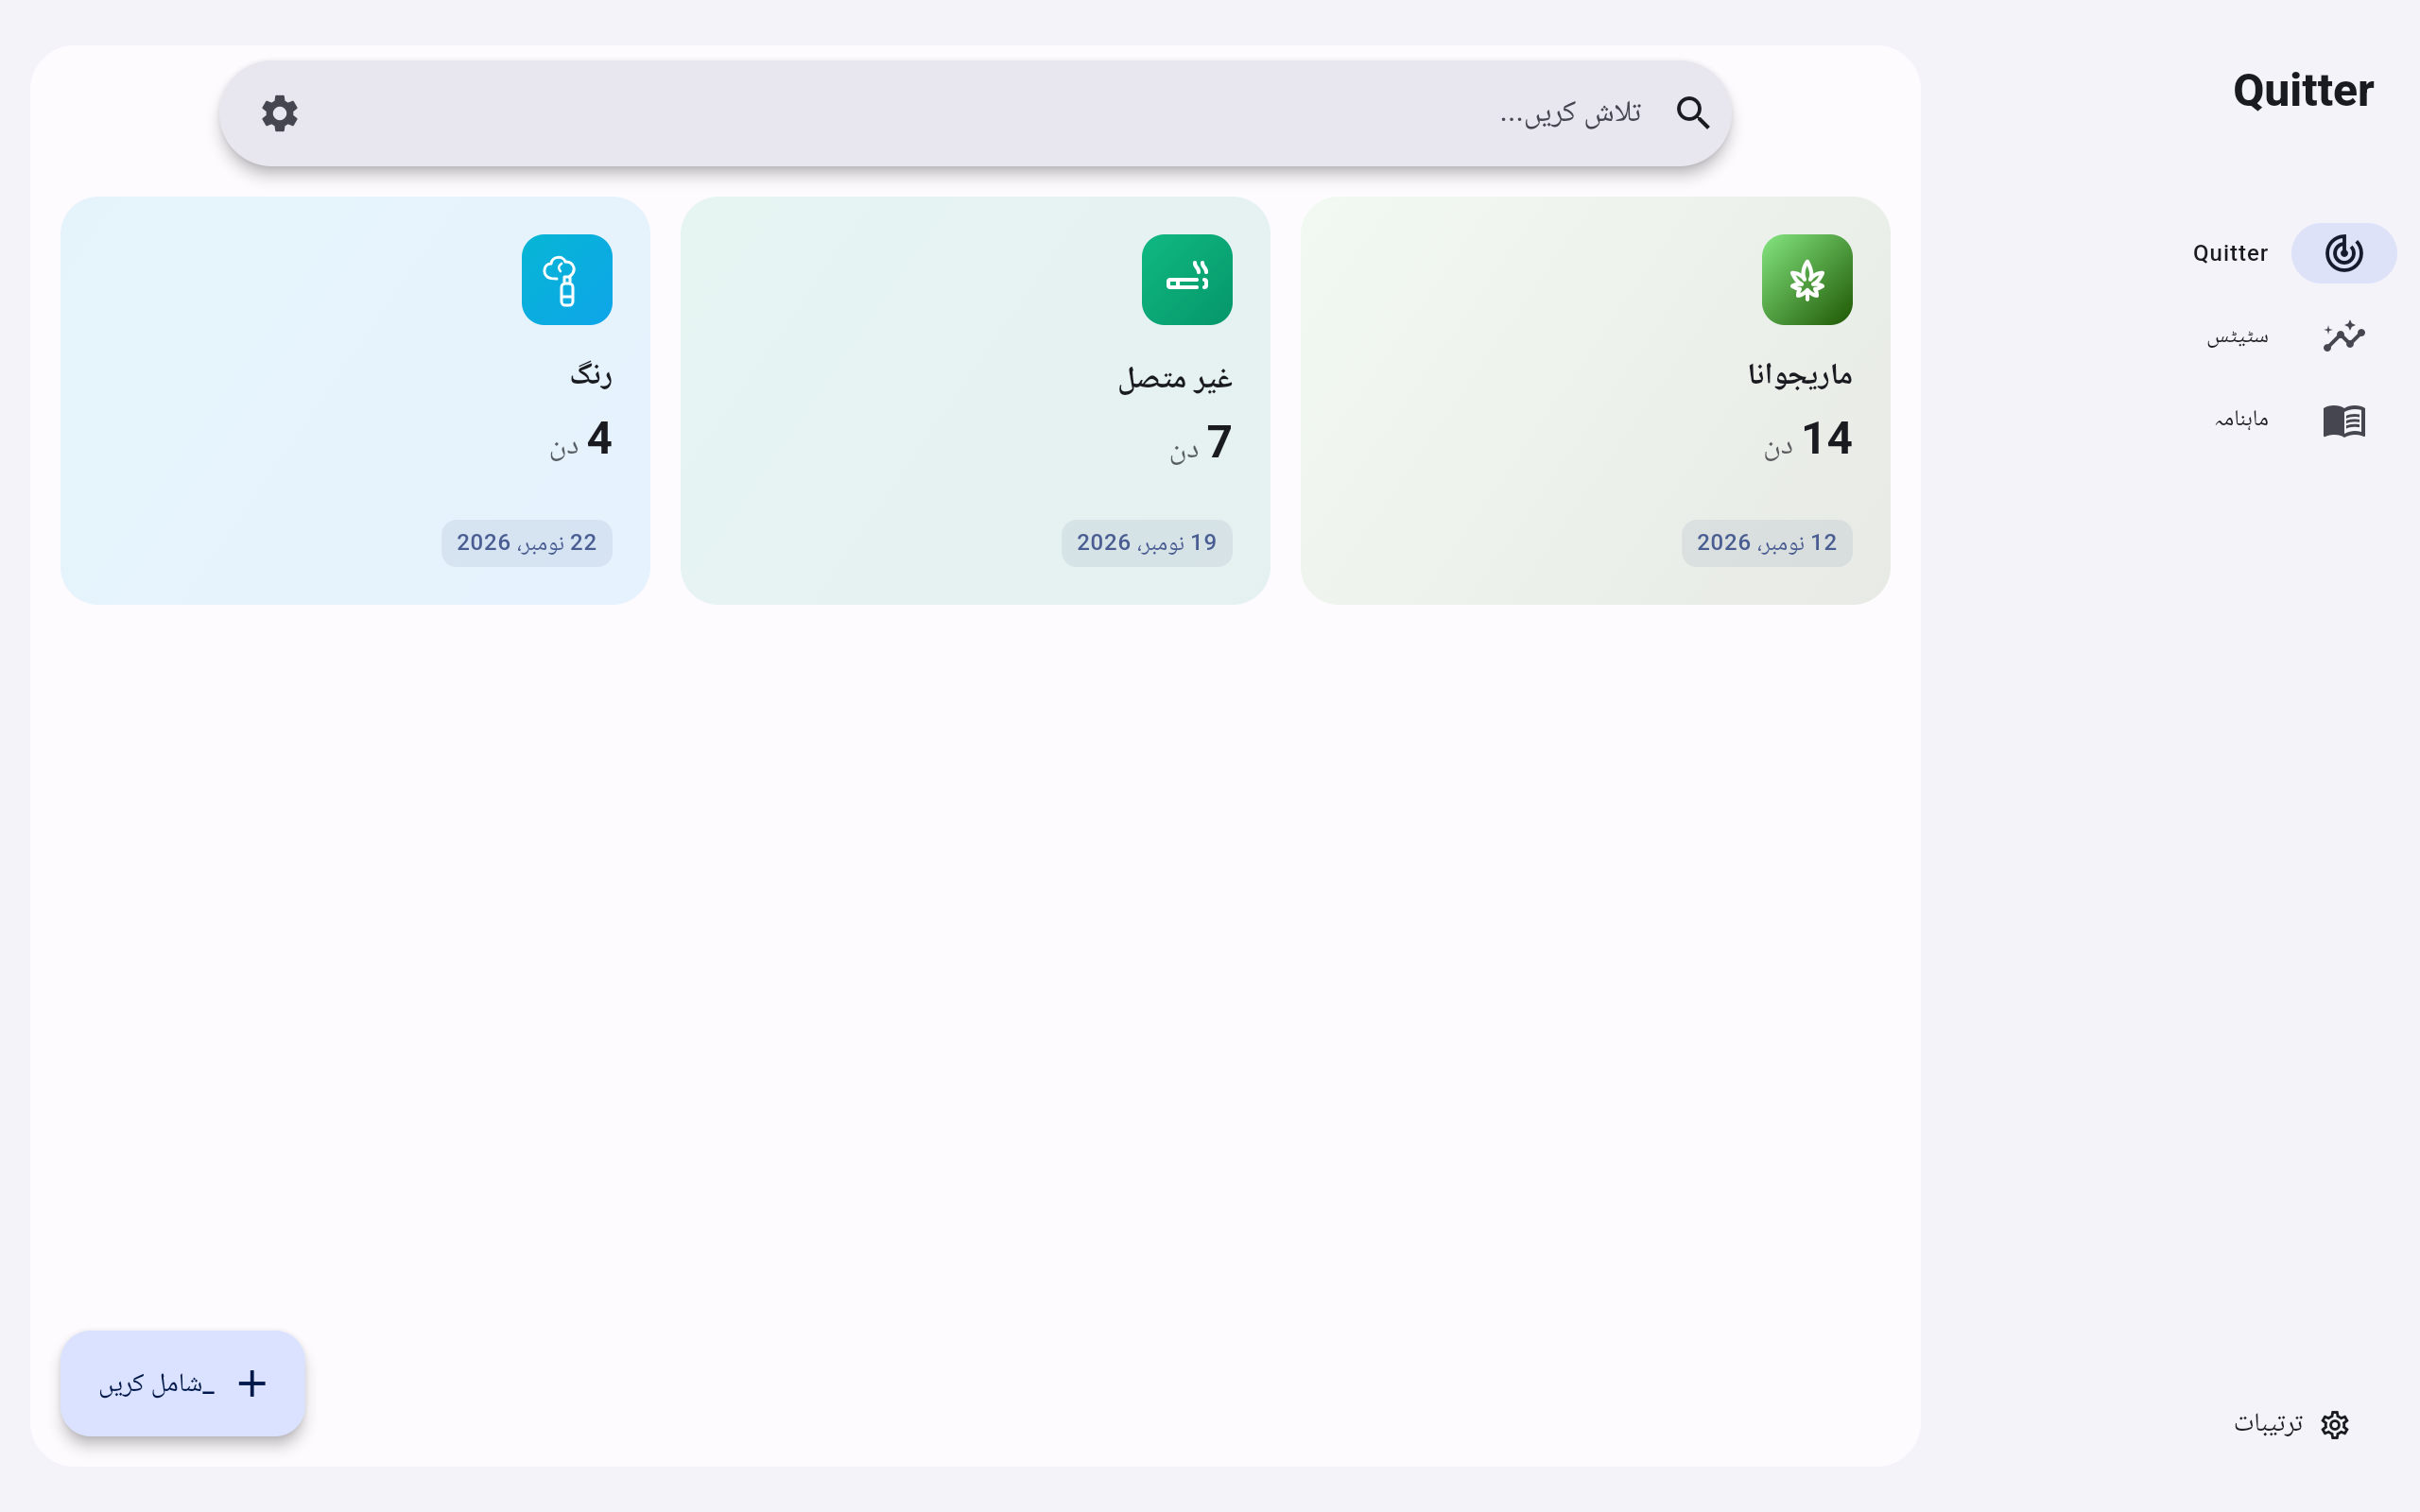 Quitter
Quitter
سٹیٹس
ماہنامہ
ترتیبات
تلاش کریں...
ماریجوانا
14 دن
12 نومبر، 2026
غیر متصل
7 دن
19 نومبر، 2026
رنگ
4 دن
22 نومبر، 2026
_شامل کریں